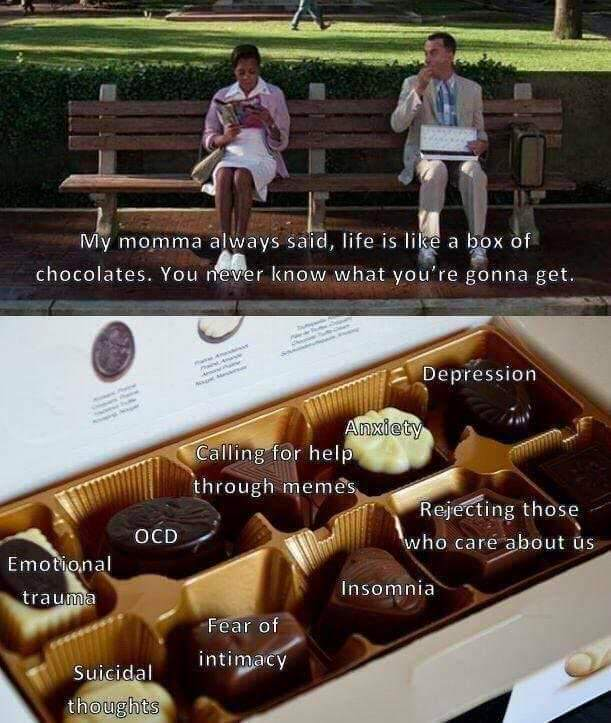 My momma always said, life is like a box of
chocolates. You never know what you're gonna get.
Depression
Anxiety
Calling for help
through memes
Rejecting those
who care about us
OCD
Emotional
trauma
Insomnia
Fear of
intimacy
Suicidal
thoughts